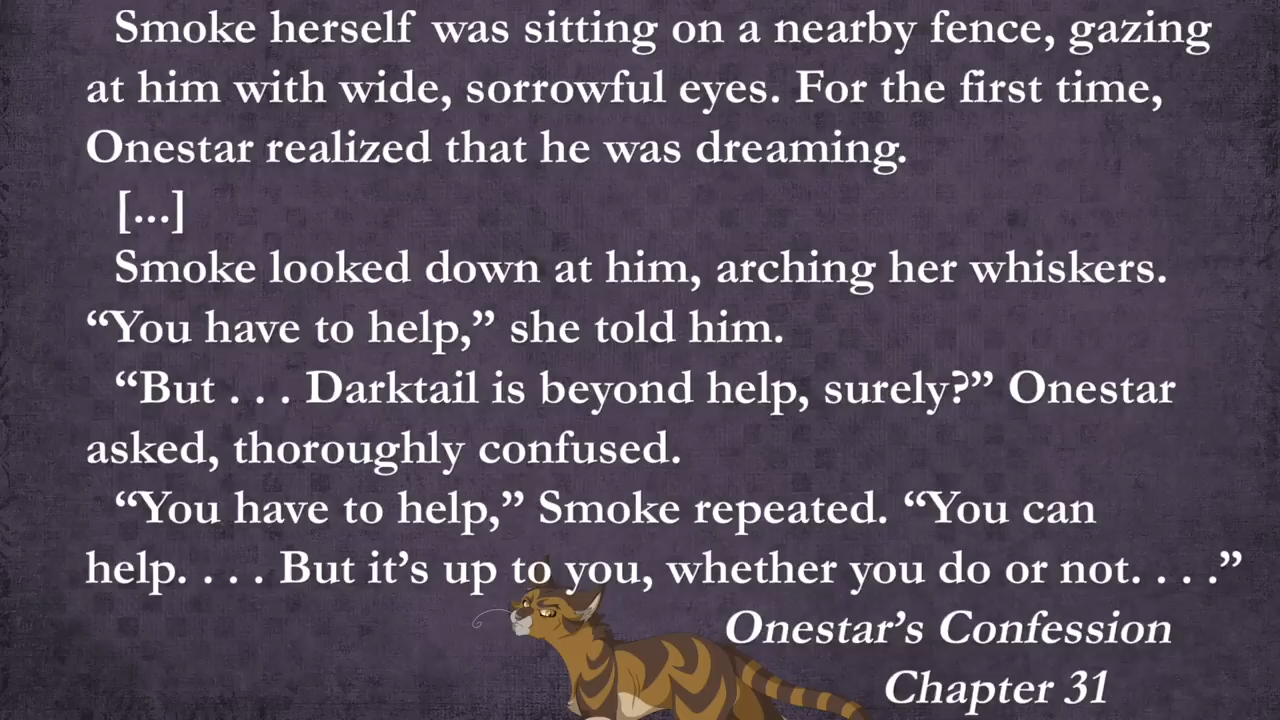 Smoke herself was sitting on a nearby fence, gazing
at him with wide, sorrowful eyes. For the first time,
Onestar realized that he was dreaming.
[...]
Smoke looked down at him, arching her whiskers.
“You have to help,” she told him.
“But . . . Darktail is beyond help, surely?” Onestar
asked, thoroughly confused.
“You have to help,” Smoke repeated. “You can
help. . . . But it’s up to you, whether you do or not. . . .”
Onestar’s Confession
Chapter 31